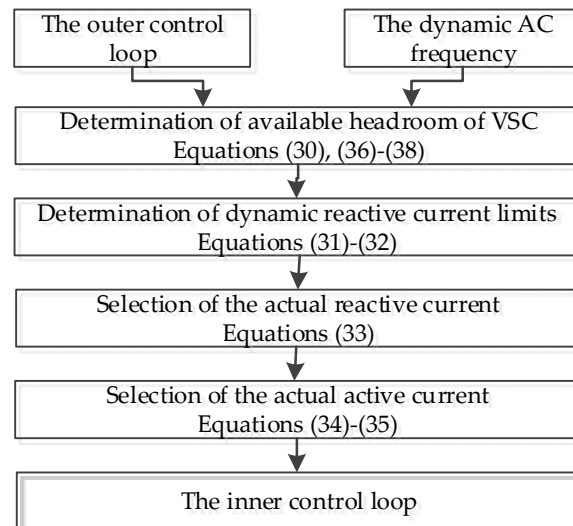 The outer control
loop
The dynamic AC
frequency
Determination of available headroom of VSC
Equations (30), (36)-(38)
Determination of dynamic reactive current limits
Equations (31)-(32)
Selection of the actual reactive current
Equations (33)
Selection of the actual active current
Equations (34)-(35)
The inner control loop